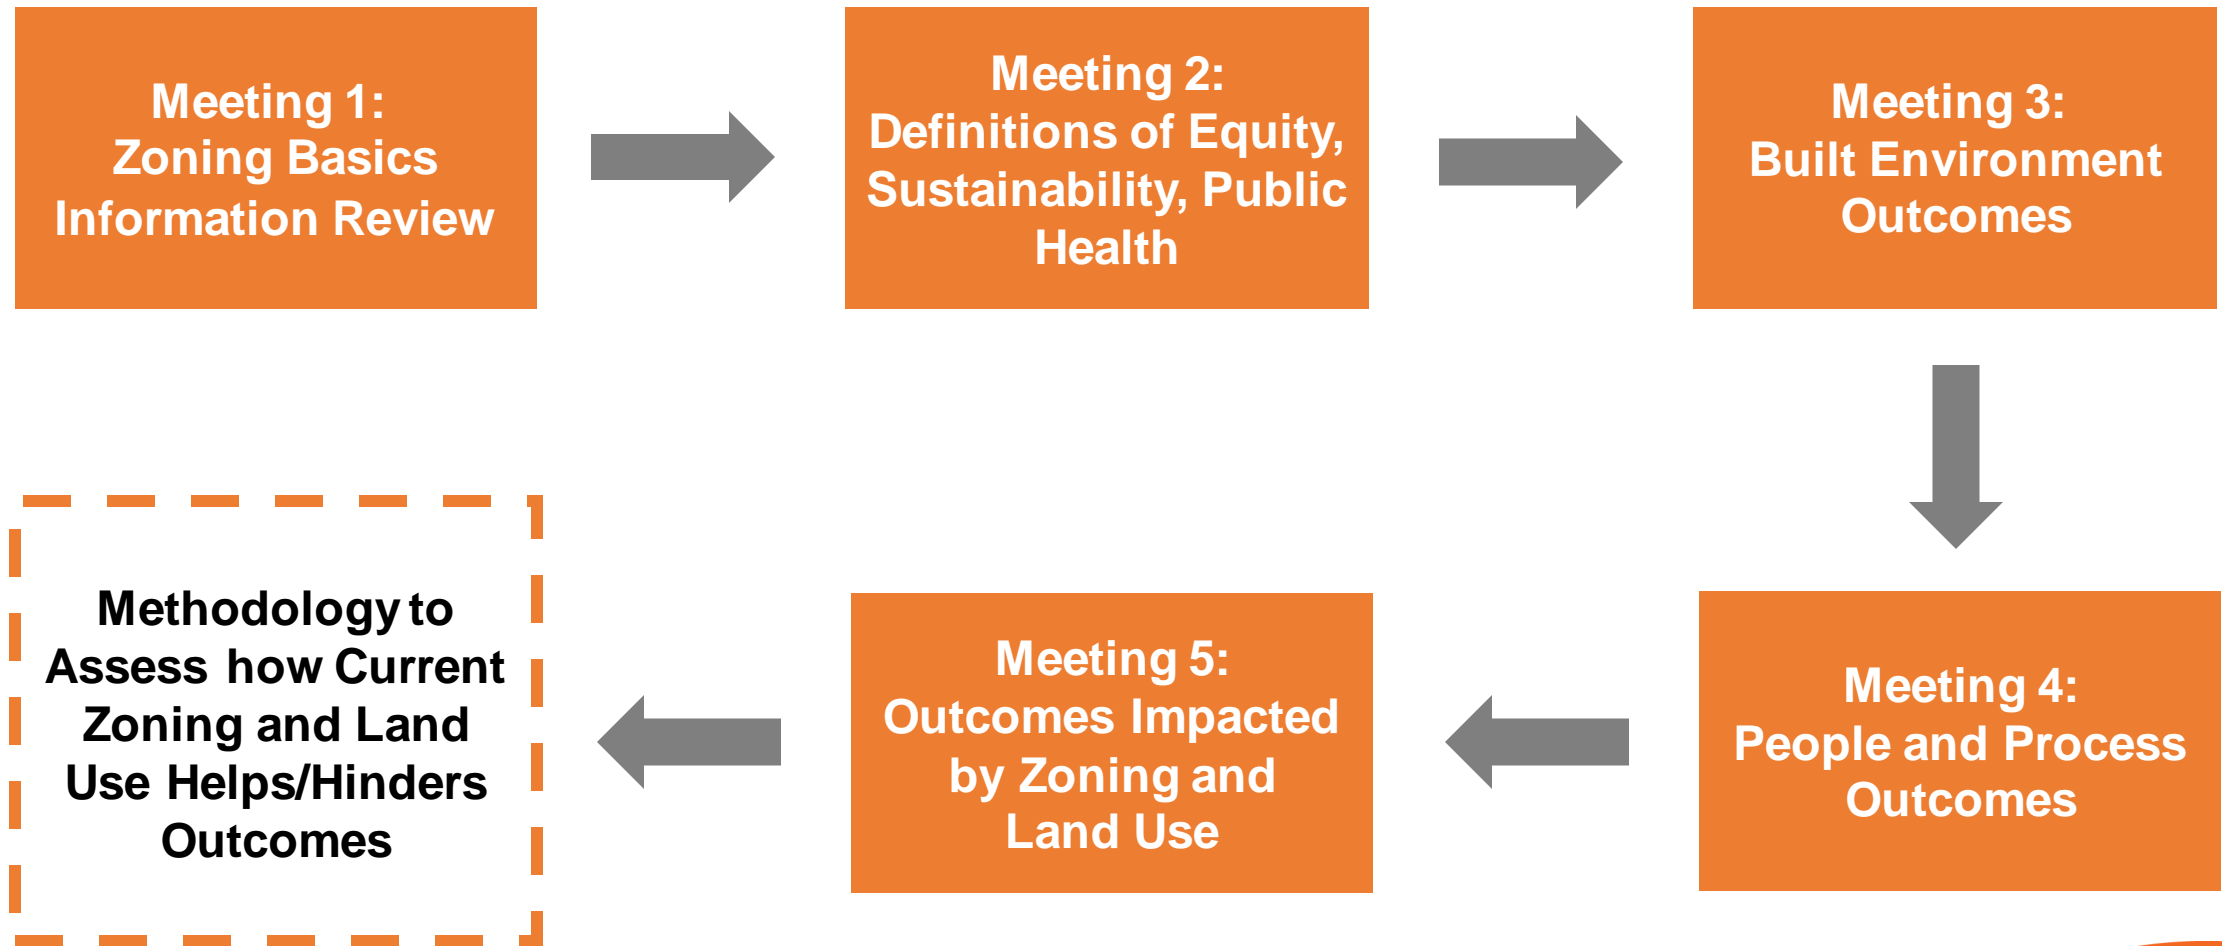 Meeting 1:
Zoning Basics
Information Review
Meeting 2:
Definitions of Equity,
Sustainability, Public
Health
Meeting 3:
Built Environment
Outcomes
Meeting 4:
People and Process
Outcomes
Meeting 5:
Outcomes Impacted
by Zoning and
Land Use
Methodology to
Assess how Current
Zoning and Land
Use Helps/Hinders
Outcomes